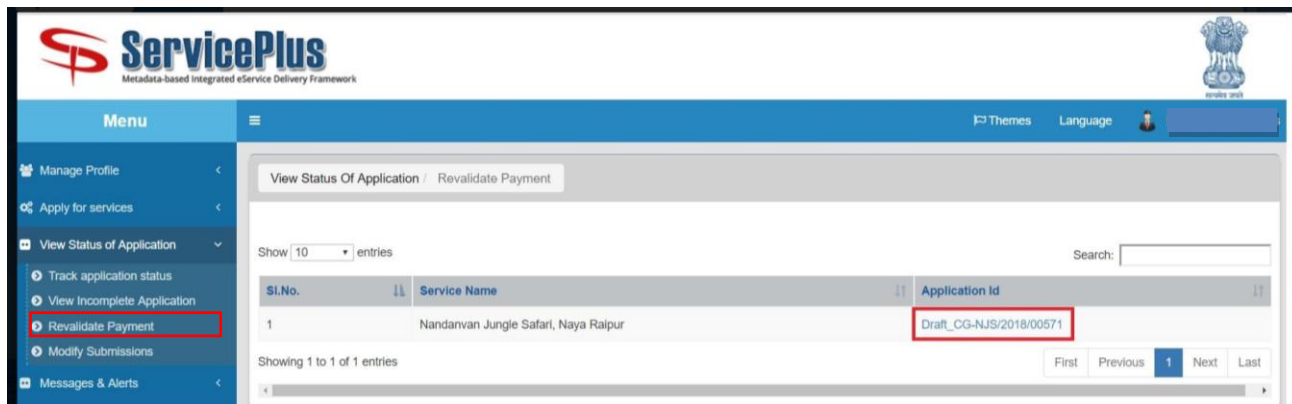 ServicePlus
Metadata-based Integrated eService Delivery Framework
सत्यमेव जयते
Menu
Themes Language
Manage Profile
Apply for services
View Status of Application
Track application status
View Incomplete Application
Revalidate Payment
Modify Submissions
Messages & Alerts
View Status Of Application / Revalidate Payment
Show 10 entries
Search:
Sl.No. Service Name Application Id
1 Nandanvan Jungle Safari, Naya Raipur Draft_CG-NJS/2018/00571
Showing 1 to 1 of 1 entries
First Previous 1 Next Last